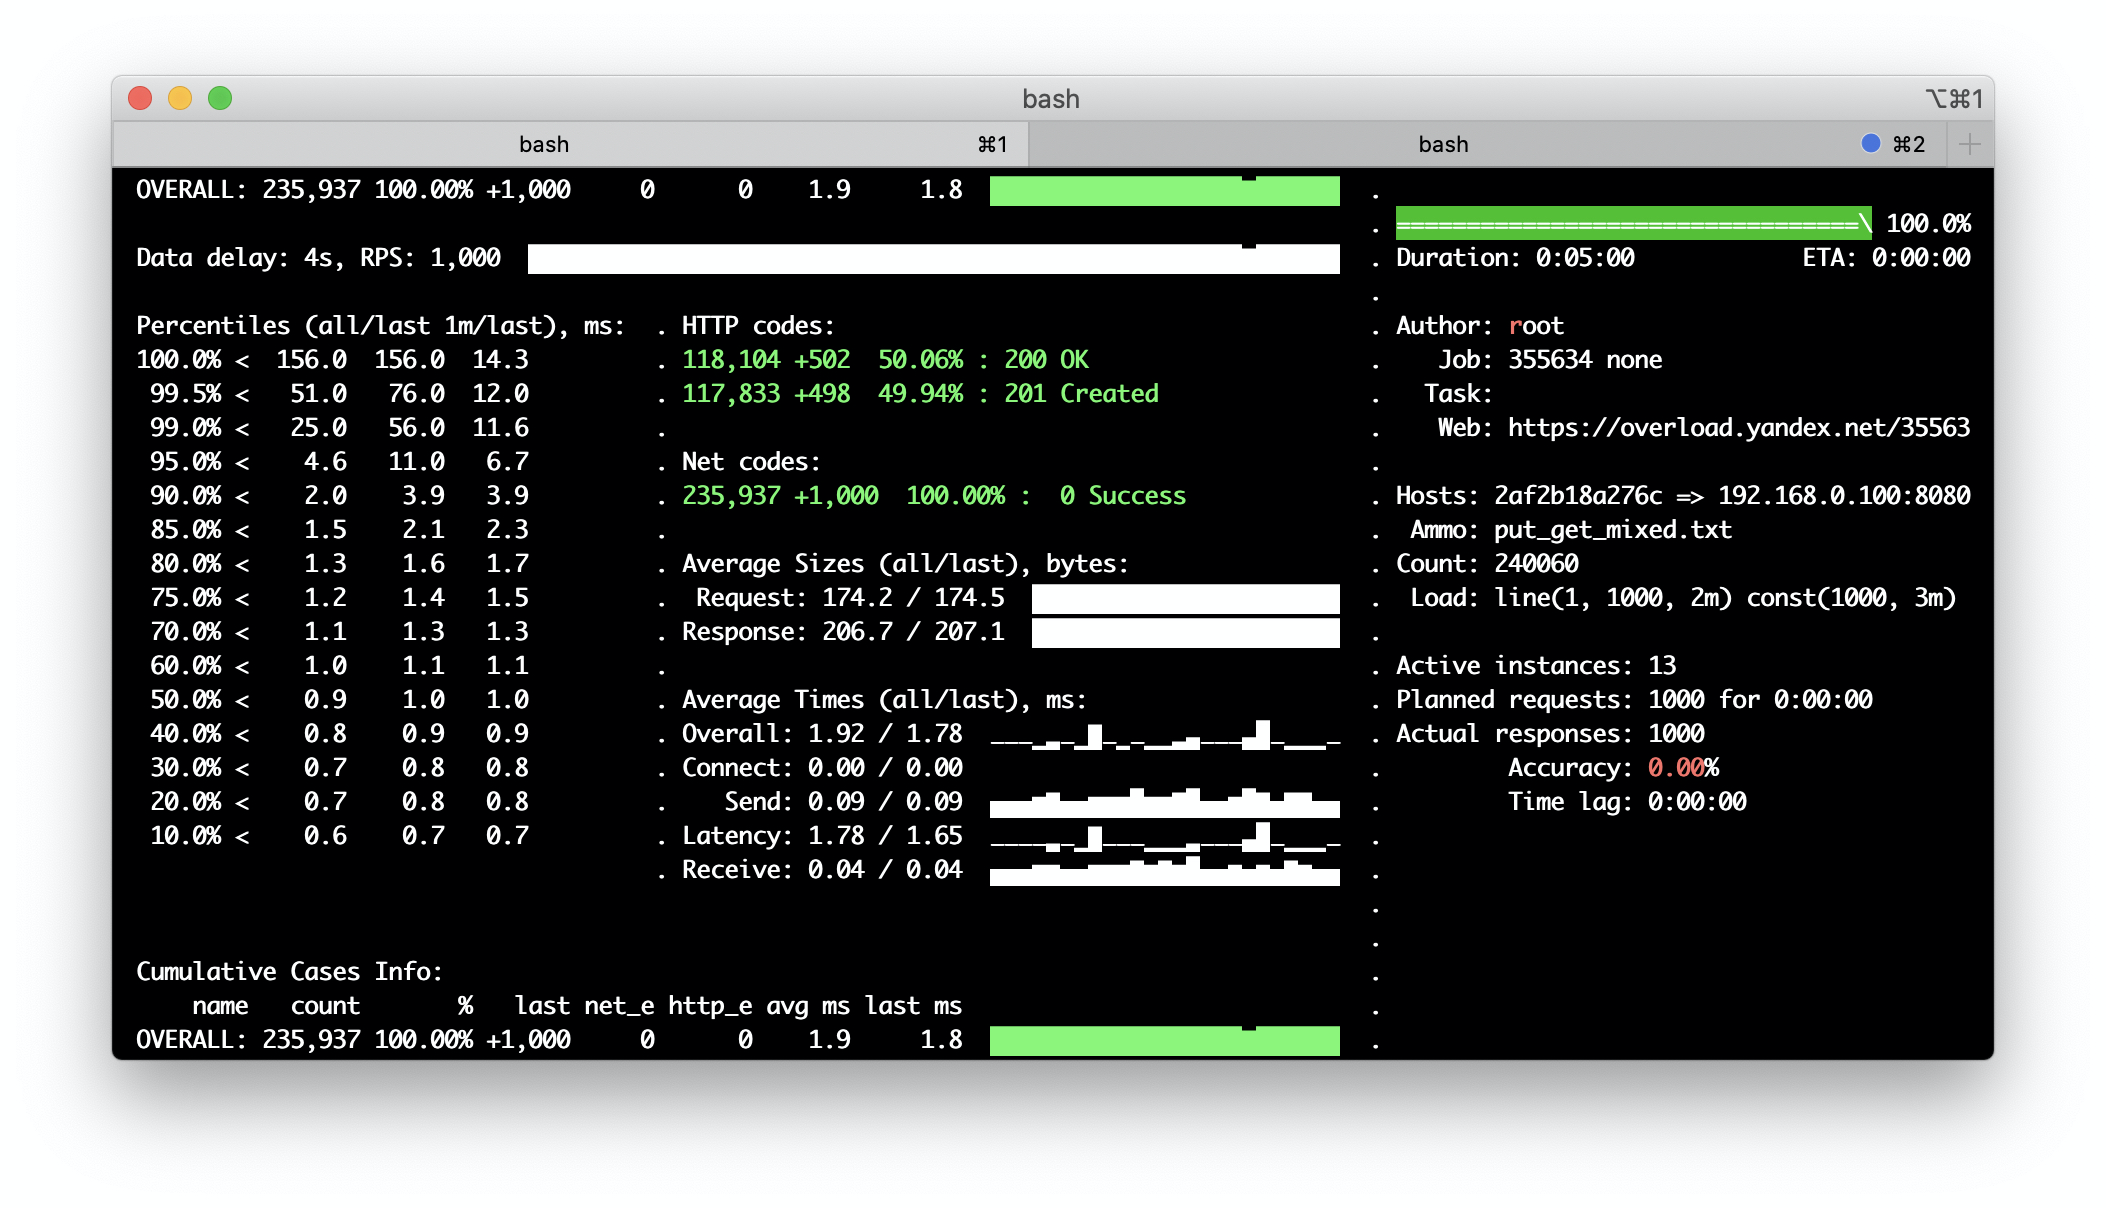 bash ⌥⌘1
bash ⌘1 bash ⌘2 +
OVERALL: 235,937 100.00% +1,000 0 0 1.9 1.8 .
. =================================\ 100.0%
Data delay: 4s, RPS: 1,000 . Duration: 0:05:00 ETA: 0:00:00
.
Percentiles (all/last 1m/last), ms: . HTTP codes: . Author: root
100.0% < 156.0 156.0 14.3 . 118,104 +502 50.06% : 200 OK . Job: 355634 none
99.5% < 51.0 76.0 12.0 . 117,833 +498 49.94% : 201 Created . Task:
99.0% < 25.0 56.0 11.6 . . Web: https://overload.yandex.net/35563
95.0% < 4.6 11.0 6.7 . Net codes: .
90.0% < 2.0 3.9 3.9 . 235,937 +1,000 100.00% : 0 Success . Hosts: 2af2b18a276c => 192.168.0.100:8080
85.0% < 1.5 2.1 2.3 . . Ammo: put_get_mixed.txt
80.0% < 1.3 1.6 1.7 . Average Sizes (all/last), bytes: . Count: 240060
75.0% < 1.2 1.4 1.5 . Request: 174.2 / 174.5 . Load: line(1, 1000, 2m) const(1000, 3m)
70.0% < 1.1 1.3 1.3 . Response: 206.7 / 207.1 .
60.0% < 1.0 1.1 1.1 . . Active instances: 13
50.0% < 0.9 1.0 1.0 . Average Times (all/last), ms: . Planned requests: 1000 for 0:00:00
40.0% < 0.8 0.9 0.9 . Overall: 1.92 / 1.78 . Actual responses: 1000
30.0% < 0.7 0.8 0.8 . Connect: 0.00 / 0.00 . Accuracy: 0.00%
20.0% < 0.7 0.8 0.8 . Send: 0.09 / 0.09 . Time lag: 0:00:00
10.0% < 0.6 0.7 0.7 . Latency: 1.78 / 1.65 .
. Receive: 0.04 / 0.04 .
.
.
Cumulative Cases Info: .
name count % last net_e http_e avg ms last ms .
OVERALL: 235,937 100.00% +1,000 0 0 1.9 1.8 .